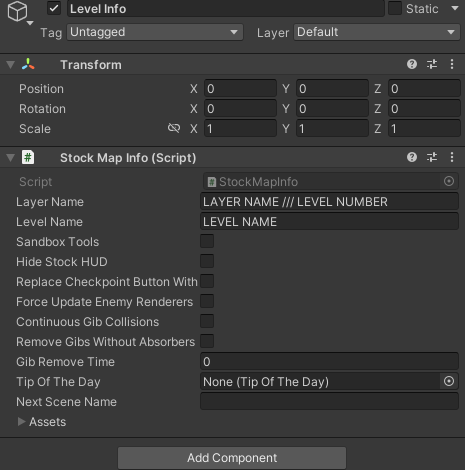 Level Info Static
Tag Untagged Layer Default
Transform
Position X 0 Y 0 Z 0
Rotation X 0 Y 0 Z 0
Scale X 1 Y 1 Z 1
# Stock Map Info (Script)
Script # StockMapInfo
Layer Name LAYER NAME /// LEVEL NUMBER
Level Name LEVEL NAME
Sandbox Tools
Hide Stock HUD
Replace Checkpoint Button With
Force Update Enemy Renderers
Continuous Gib Collisions
Remove Gibs Without Absorbers
Gib Remove Time 0
Tip Of The Day None (Tip Of The Day)
Next Scene Name
Assets
Add Component